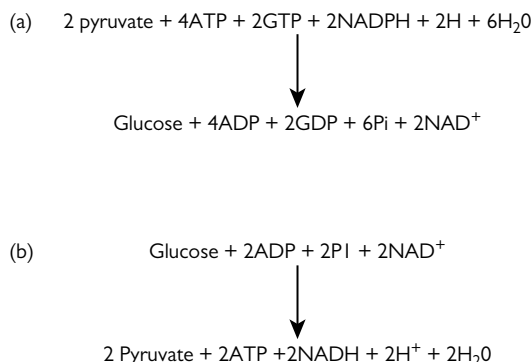 (a) 2 pyruvate + 4ATP + 2GTP + 2NADPH + 2H + 6H₂0
Glucose + 4ADP + 2GDP + 6Pi + 2NAD⁺
(b) Glucose + 2ADP + 2P1 + 2NAD⁺
2 Pyruvate + 2ATP +2NADH + 2H⁺ + 2H₂0